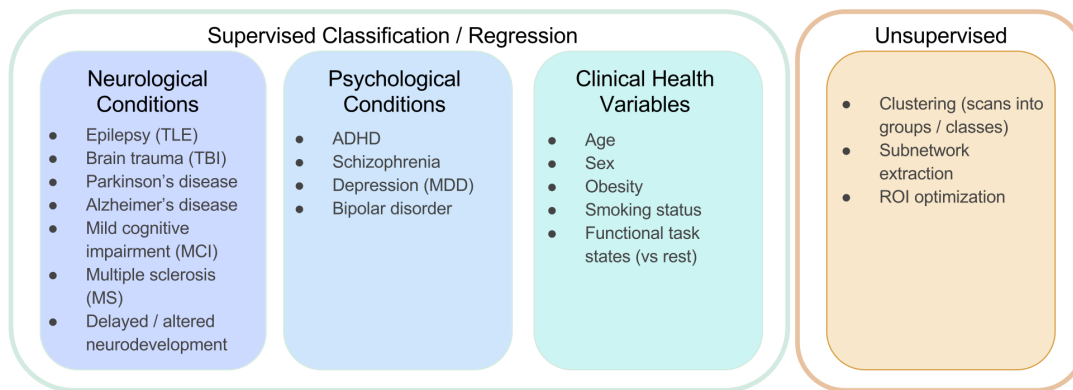 Supervised Classification / Regression
Neurological
Conditions
● Epilepsy (TLE)
● Brain trauma (TBI)
● Parkinson's disease
● Alzheimer's disease
● Mild cognitive
impairment (MCI)
● Multiple sclerosis
(MS)
● Delayed / altered
neurodevelopment
Psychological
Conditions
● ADHD
● Schizophrenia
● Depression (MDD)
● Bipolar disorder
Clinical Health
Variables
● Age
● Sex
● Obesity
● Smoking status
● Functional task
states (vs rest)
Unsupervised
● Clustering (scans into
groups / classes)
● Subnetwork
extraction
● ROI optimization